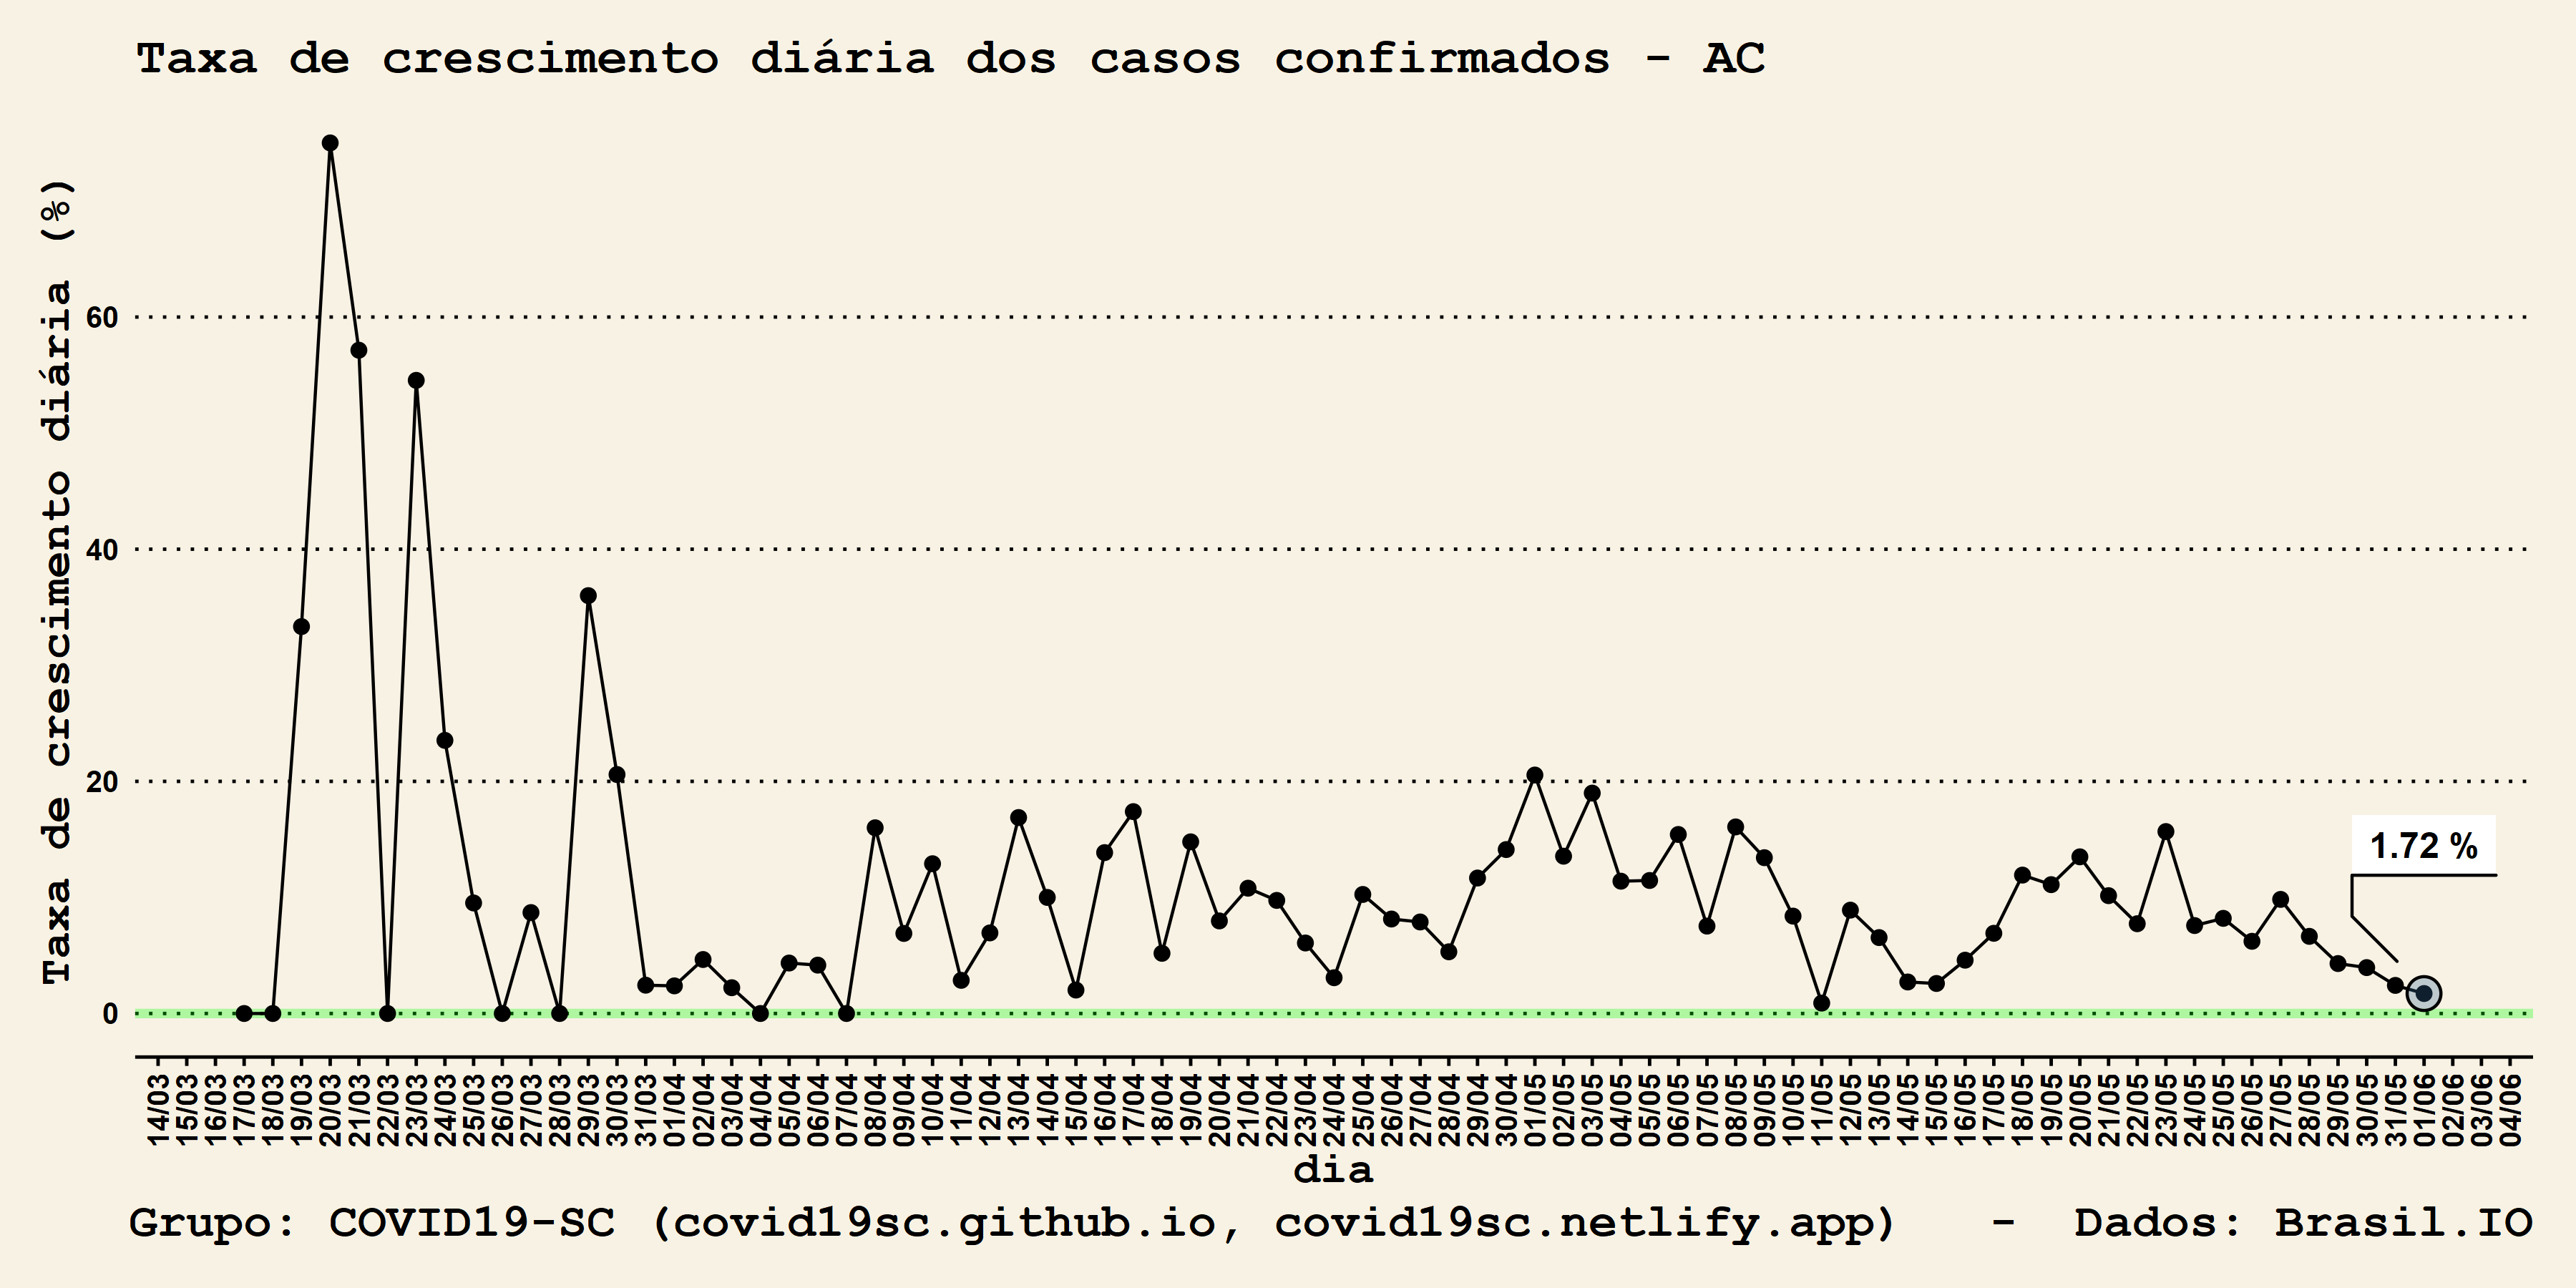 Taxa de crescimento diária dos casos confirmados - AC
Taxa de crescimento diária (%)
60
40
20
0
1.72 %
14/03 15/03 16/03 17/03 18/03 19/03 20/03 21/03 22/03 23/03 24/03 25/03 26/03 27/03 28/03 29/03 30/03 31/03 01/04 02/04 03/04 04/04 05/04 06/04 07/04 08/04 09/04 10/04 11/04 12/04 13/04 14/04 15/04 16/04 17/04 18/04 19/04 20/04 21/04 22/04 23/04 24/04 25/04 26/04 27/04 28/04 29/04 30/04 01/05 02/05 03/05 04/05 05/05 06/05 07/05 08/05 09/05 10/05 11/05 12/05 13/05 14/05 15/05 16/05 17/05 18/05 19/05 20/05 21/05 22/05 23/05 24/05 25/05 26/05 27/05 28/05 29/05 30/05 31/05 01/06 02/06 03/06 04/06
dia
Grupo: COVID19-SC (covid19sc.github.io, covid19sc.netlify.app) - Dados: Brasil.IO